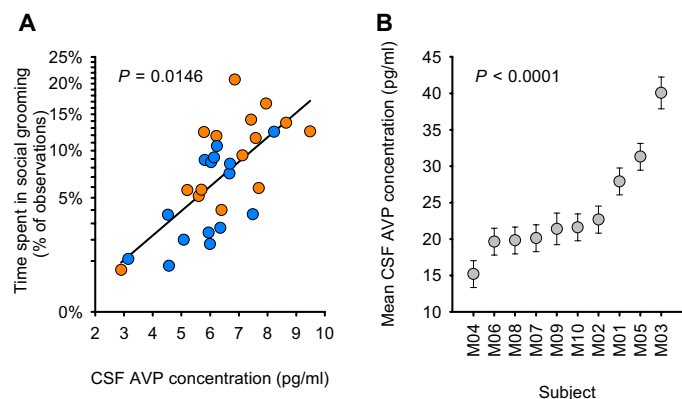 A
Time spent in social grooming
(% of observations)
25%
20%
15%
10%
5%
0%
P = 0.0146
2 3 4 5 6 7 8 9 10
CSF AVP concentration (pg/ml)
B
Mean CSF AVP concentration (pg/ml)
45
40
35
30
25
20
15
10
P < 0.0001
M04 M06 M08 M07 M09 M10 M02 M01 M05 M03
Subject